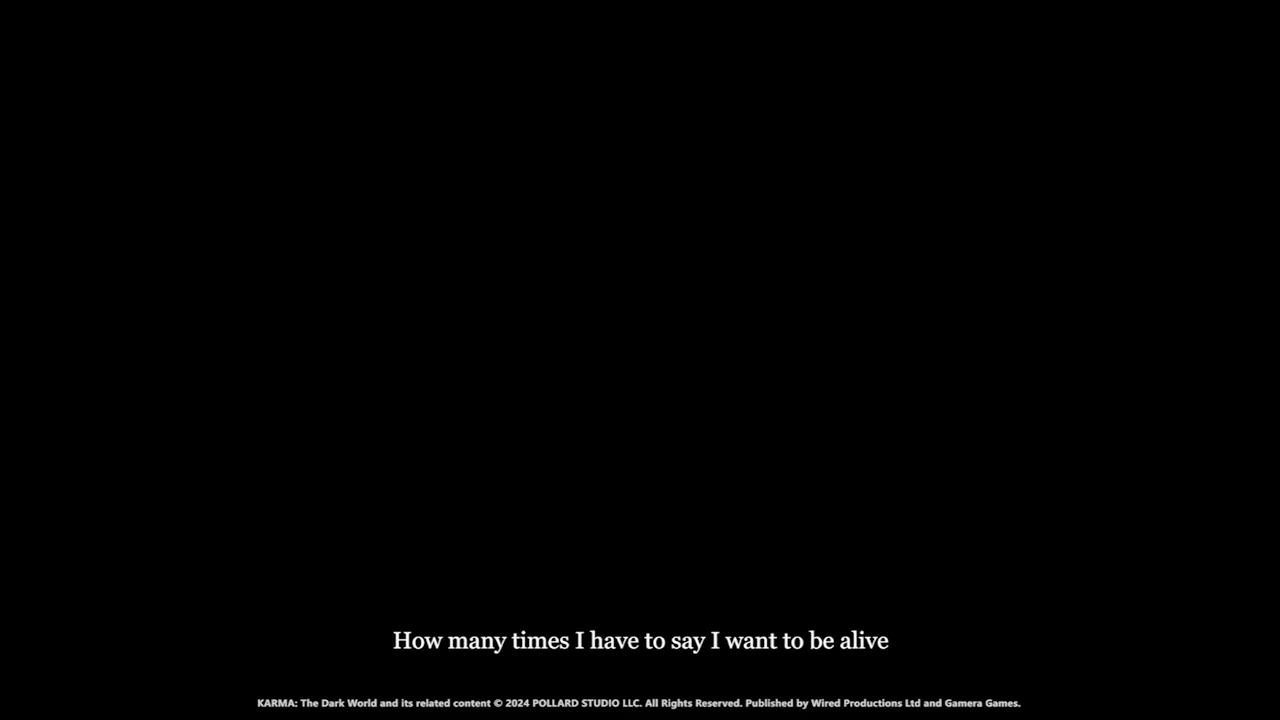 How many times I have to say I want to be alive
KARMA: The Dark World and its related content © 2024 POLLARD STUDIO LLC. All Rights Reserved. Published by Wired Productions Ltd and Gamera Games.